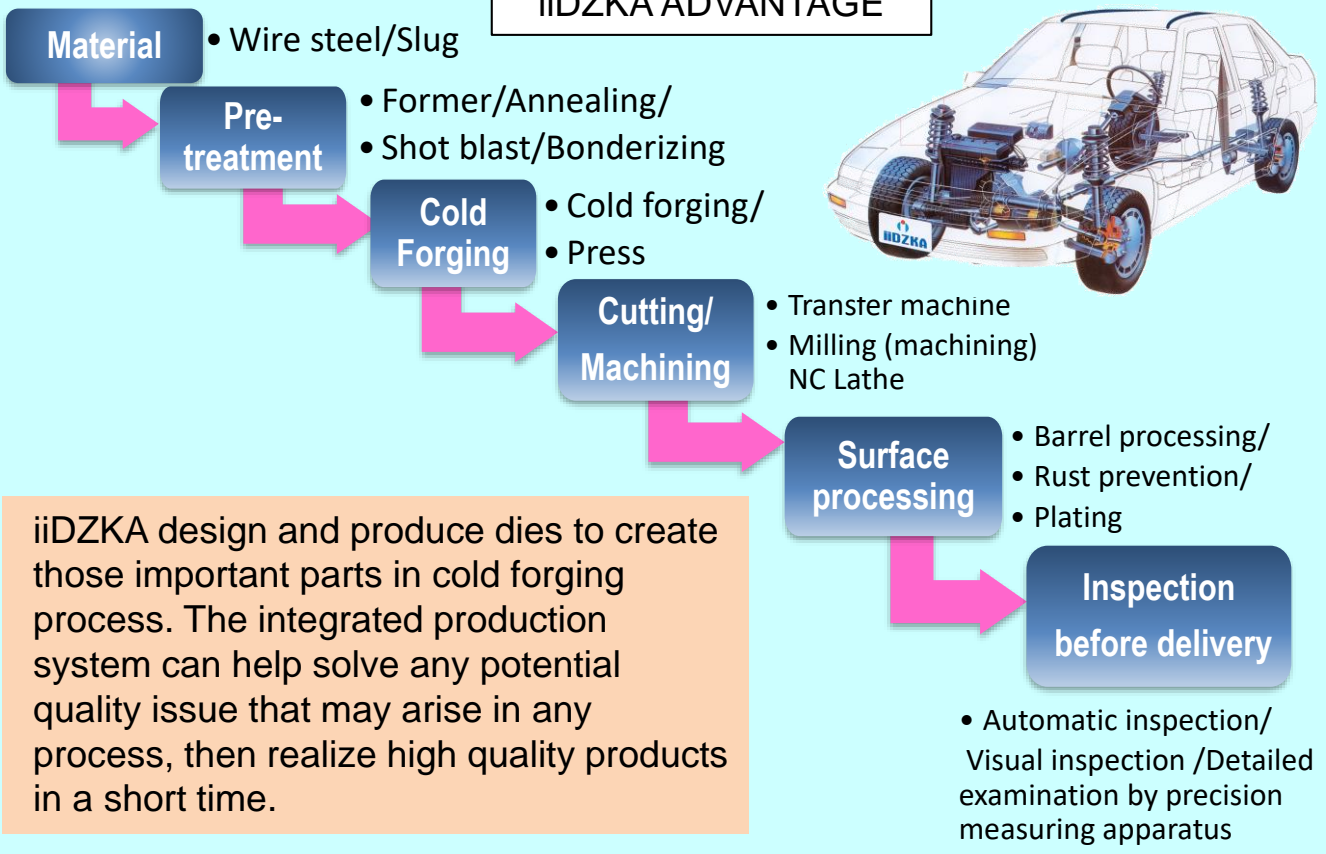 iiDZKA ADVANTAGE
Material
• Wire steel/Slug
Pre-
treatment
• Former/Annealing/
• Shot blast/Bonderizing
Cold
Forging
• Cold forging/
• Press
iiDZKA
Cutting/
Machining
• Transfer machine
• Milling (machining)
NC Lathe
Surface
processing
• Barrel processing/
• Rust prevention/
• Plating
iiDZKA design and produce dies to create
those important parts in cold forging
process. The integrated production
system can help solve any potential
quality issue that may arise in any
process, then realize high quality products
in a short time.
Inspection
before delivery
• Automatic inspection/
Visual inspection /Detailed
examination by precision
measuring apparatus